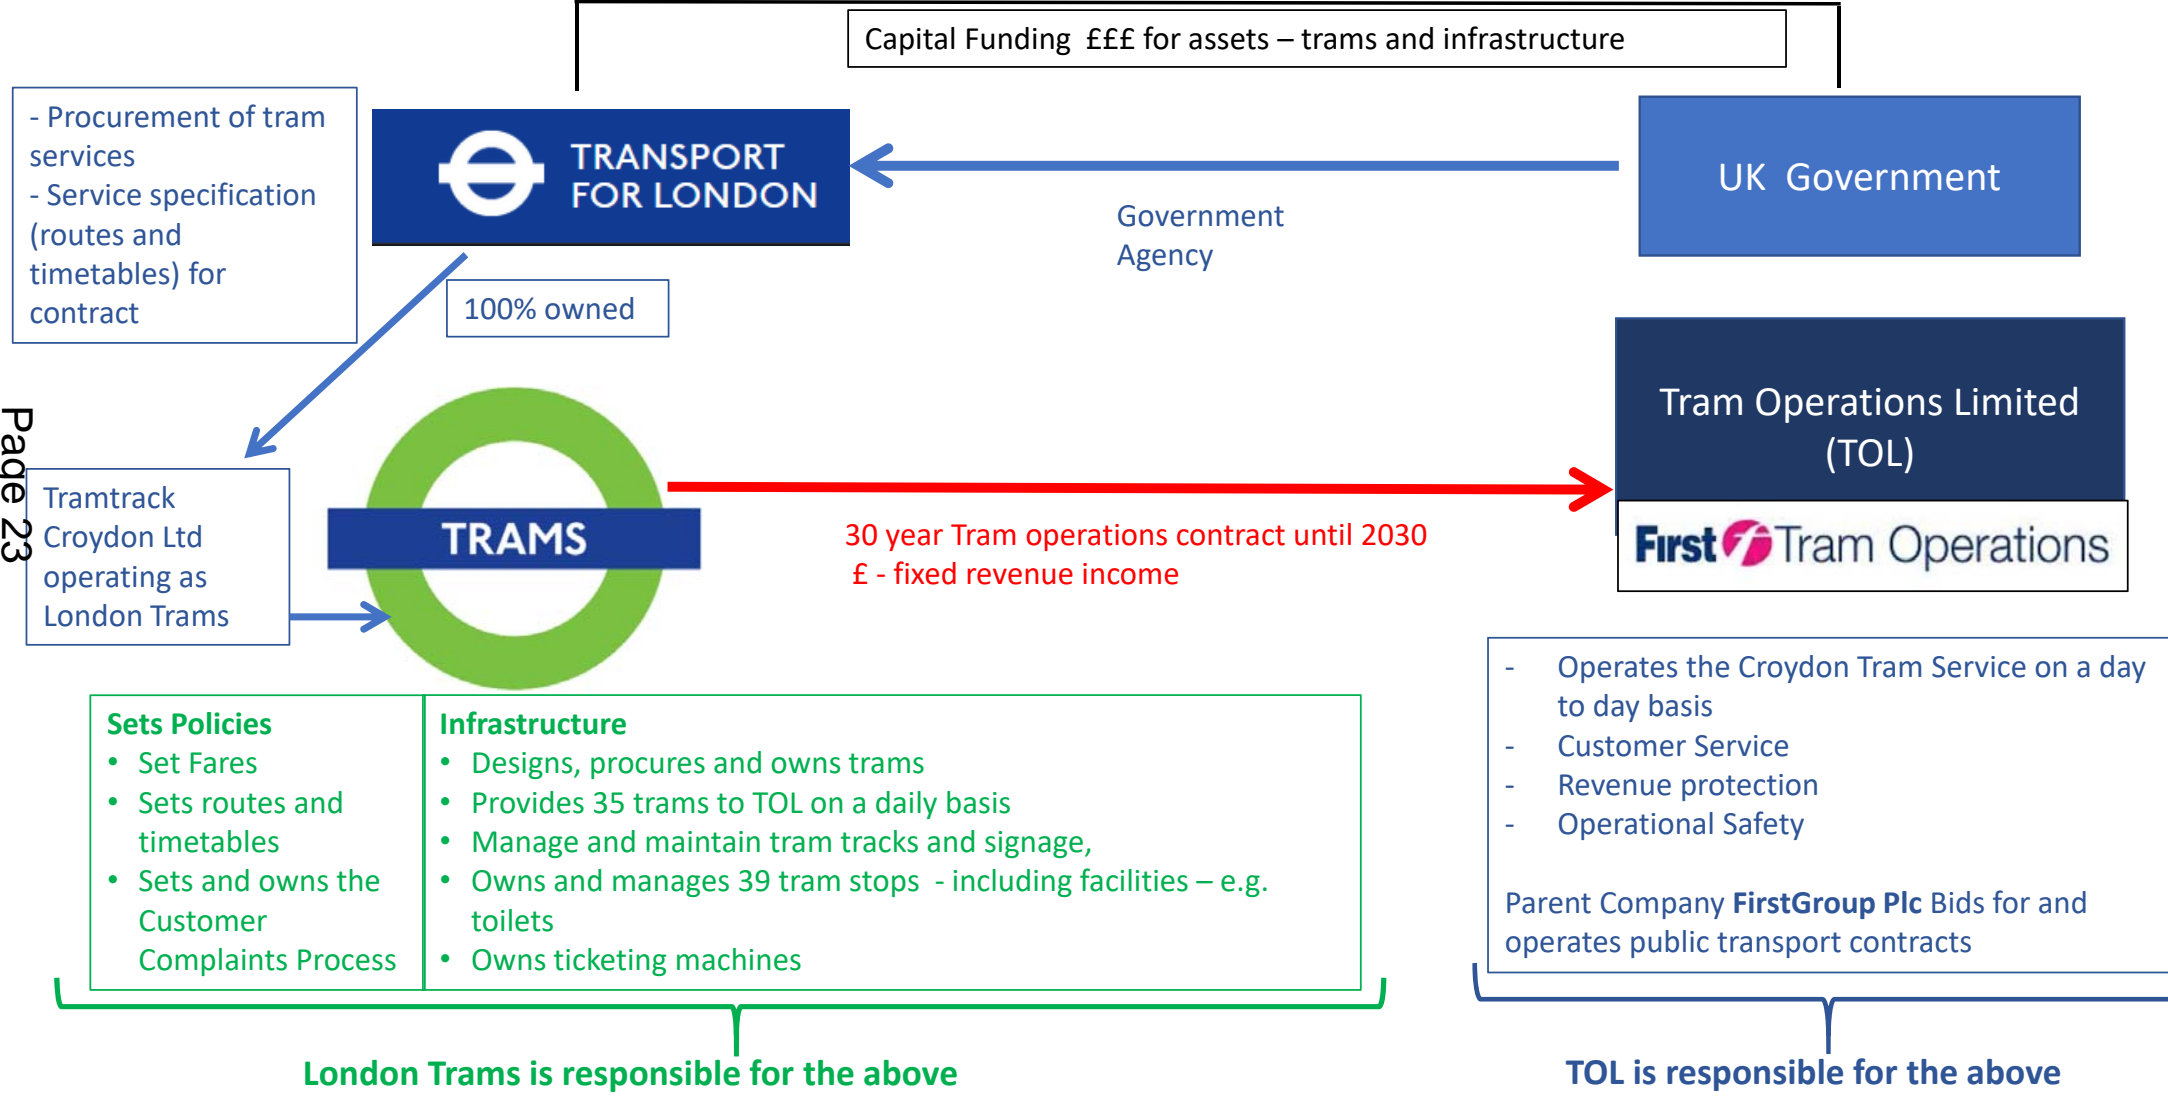 Capital Funding £££ for assets – trams and infrastructure
- Procurement of tram
services
- Service specification
(routes and
timetables) for
contract
TRANSPORT
FOR LONDON
Government
Agency
UK Government
100% owned
Tram Operations Limited
(TOL)
First Tram Operations
Page 23
Tramtrack
Croydon Ltd
operating as
London Trams
TRAMS
30 year Tram operations contract until 2030
£ - fixed revenue income
Sets Policies
• Set Fares
• Sets routes and
timetables
• Sets and owns the
Customer
Complaints Process
Infrastructure
• Designs, procures and owns trams
• Provides 35 trams to TOL on a daily basis
• Manage and maintain tram tracks and signage,
• Owns and manages 39 tram stops - including facilities – e.g.
toilets
• Owns ticketing machines
- Operates the Croydon Tram Service on a day
to day basis
- Customer Service
- Revenue protection
- Operational Safety
Parent Company FirstGroup Plc Bids for and
operates public transport contracts
London Trams is responsible for the above
TOL is responsible for the above